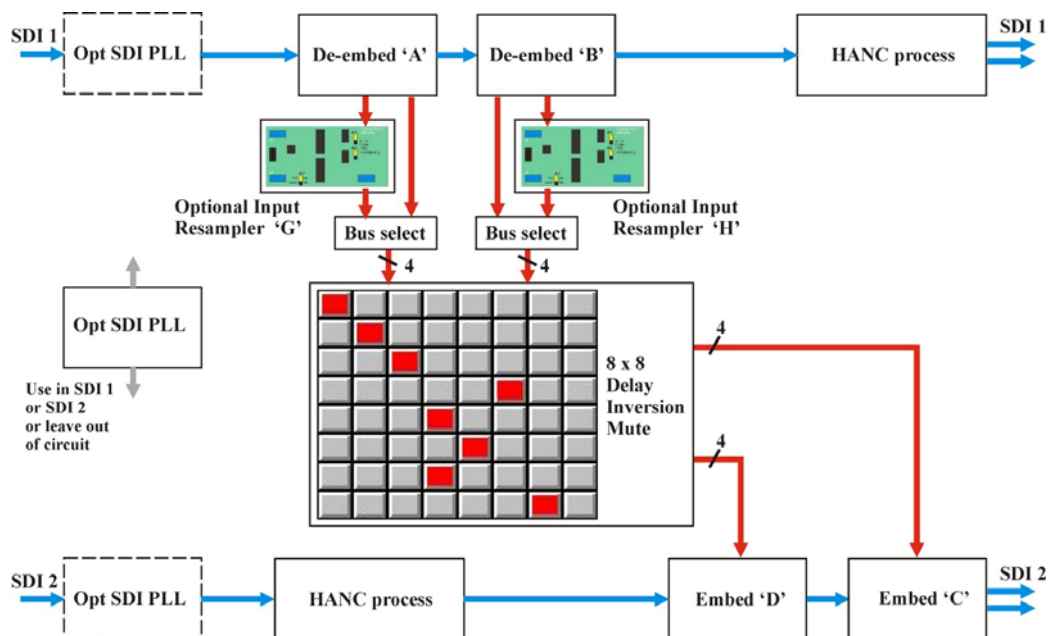 SDI 1
Opt SDI PLL
De-embed ‘A’
De-embed ‘B’
HANC process
SDI 1
Optional Input
Resampler ‘G’
Bus select
Bus select
Optional Input
Resampler ‘H’
4
4
Opt SDI PLL
Use in SDI 1
or SDI 2
or leave out
of circuit
8 x 8
Delay
Inversion
Mute
4
4
SDI 2
Opt SDI PLL
HANC process
Embed ‘D’
Embed ‘C’
SDI 2